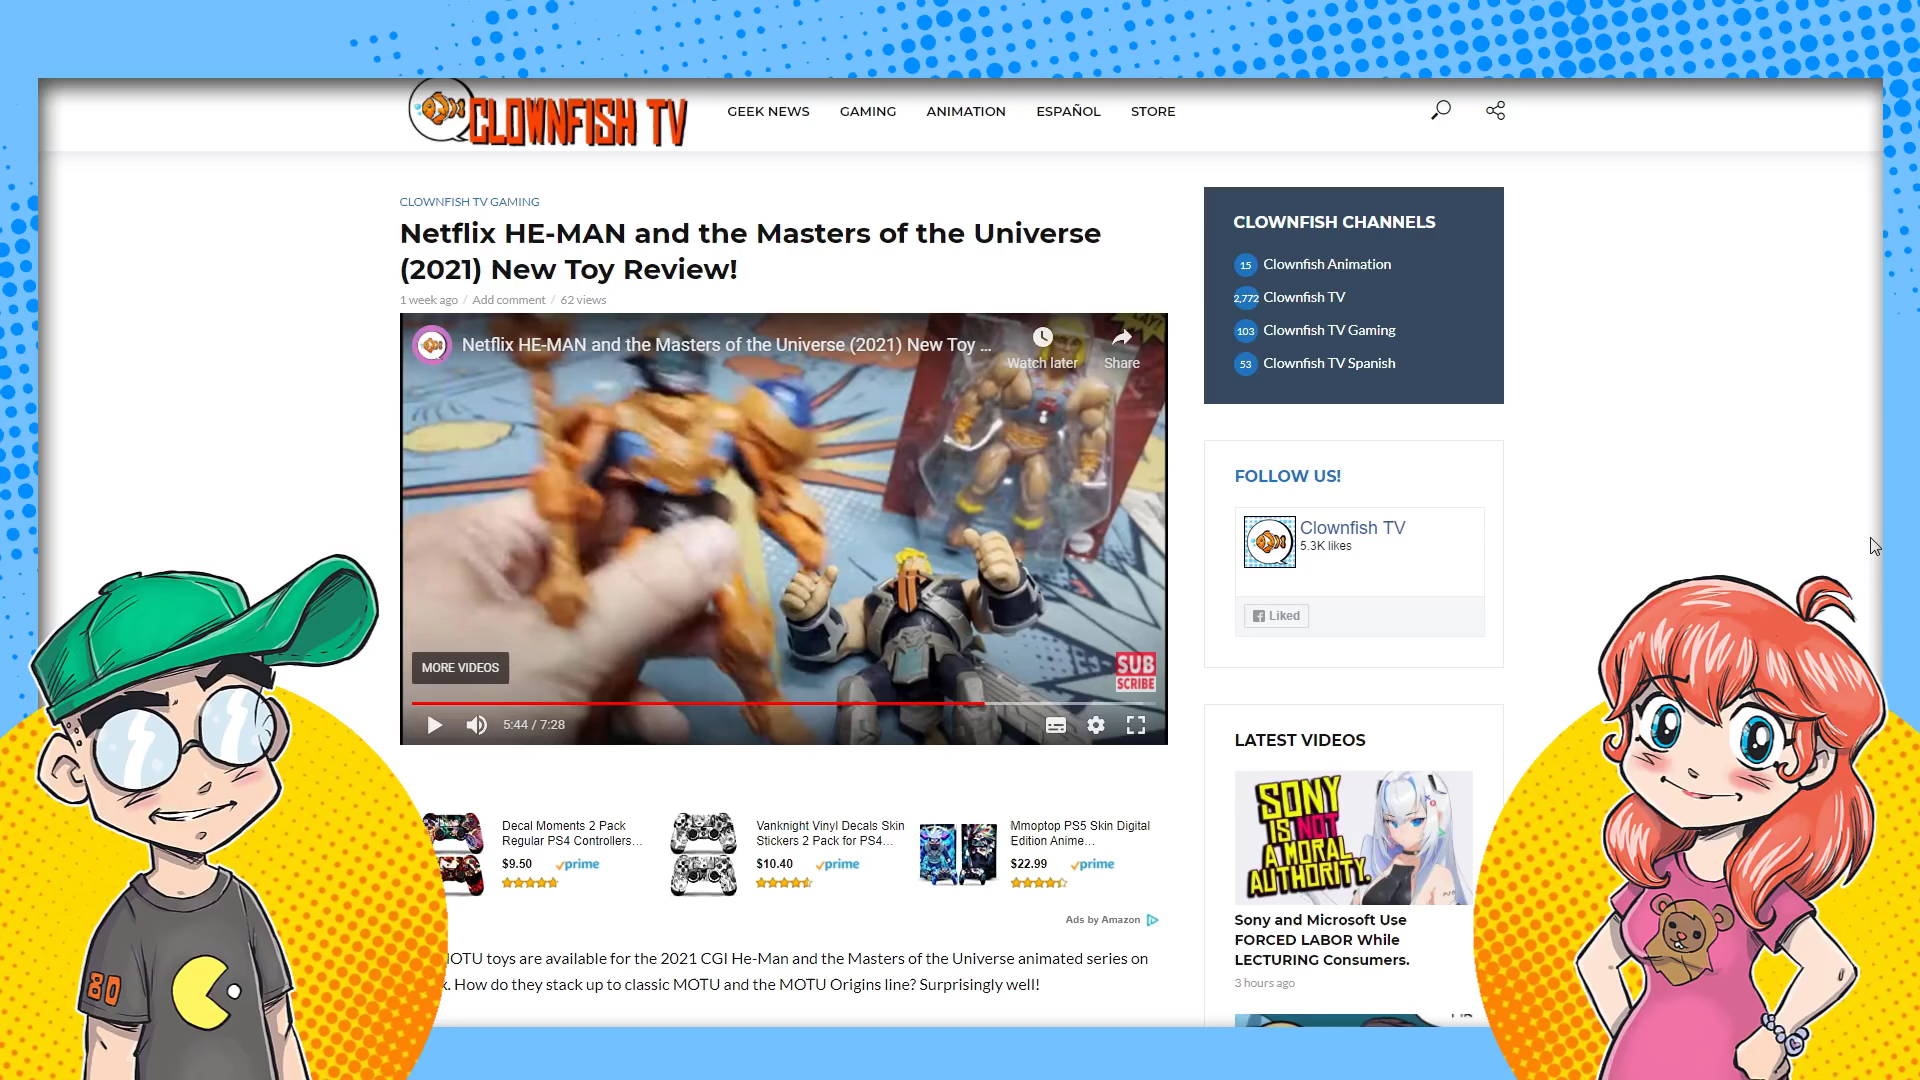 CLOWNFISH TV
GEEK NEWS
GAMING
ANIMATION
ESPAÑOL
STORE
CLOWNFISH TV GAMING
Netflix HE-MAN and the Masters of the Universe
(2021) New Toy Review!
1 week ago / Add comment / 62 views
Netflix HE-MAN and the Masters of the Universe (2021) New Toy ...
Watch later
Share
MORE VIDEOS
SUB
SCRIBE
5:44 / 7:28
Decal Moments 2 Pack
Regular PS4 Controllers...
$9.50 prime
Vanknight Vinyl Decals Skin
Stickers 2 Pack for PS4...
$10.40 prime
Mmoptop PS5 Skin Digital
Edition Anime...
$22.99 prime
Ads by Amazon
MOTU toys are available for the 2021 CGI He-Man and the Masters of the Universe animated series on
. How do they stack up to classic MOTU and the MOTU Origins line? Surprisingly well!
CLOWNFISH CHANNELS
15 Clownfish Animation
2,772 Clownfish TV
103 Clownfish TV Gaming
53 Clownfish TV Spanish
FOLLOW US!
Clownfish TV
5.3K likes
Liked
LATEST VIDEOS
SONY
IS NOT
A MORAL
AUTHORITY.
Sony and Microsoft Use
FORCED LABOR While
LECTURING Consumers.
3 hours ago
80